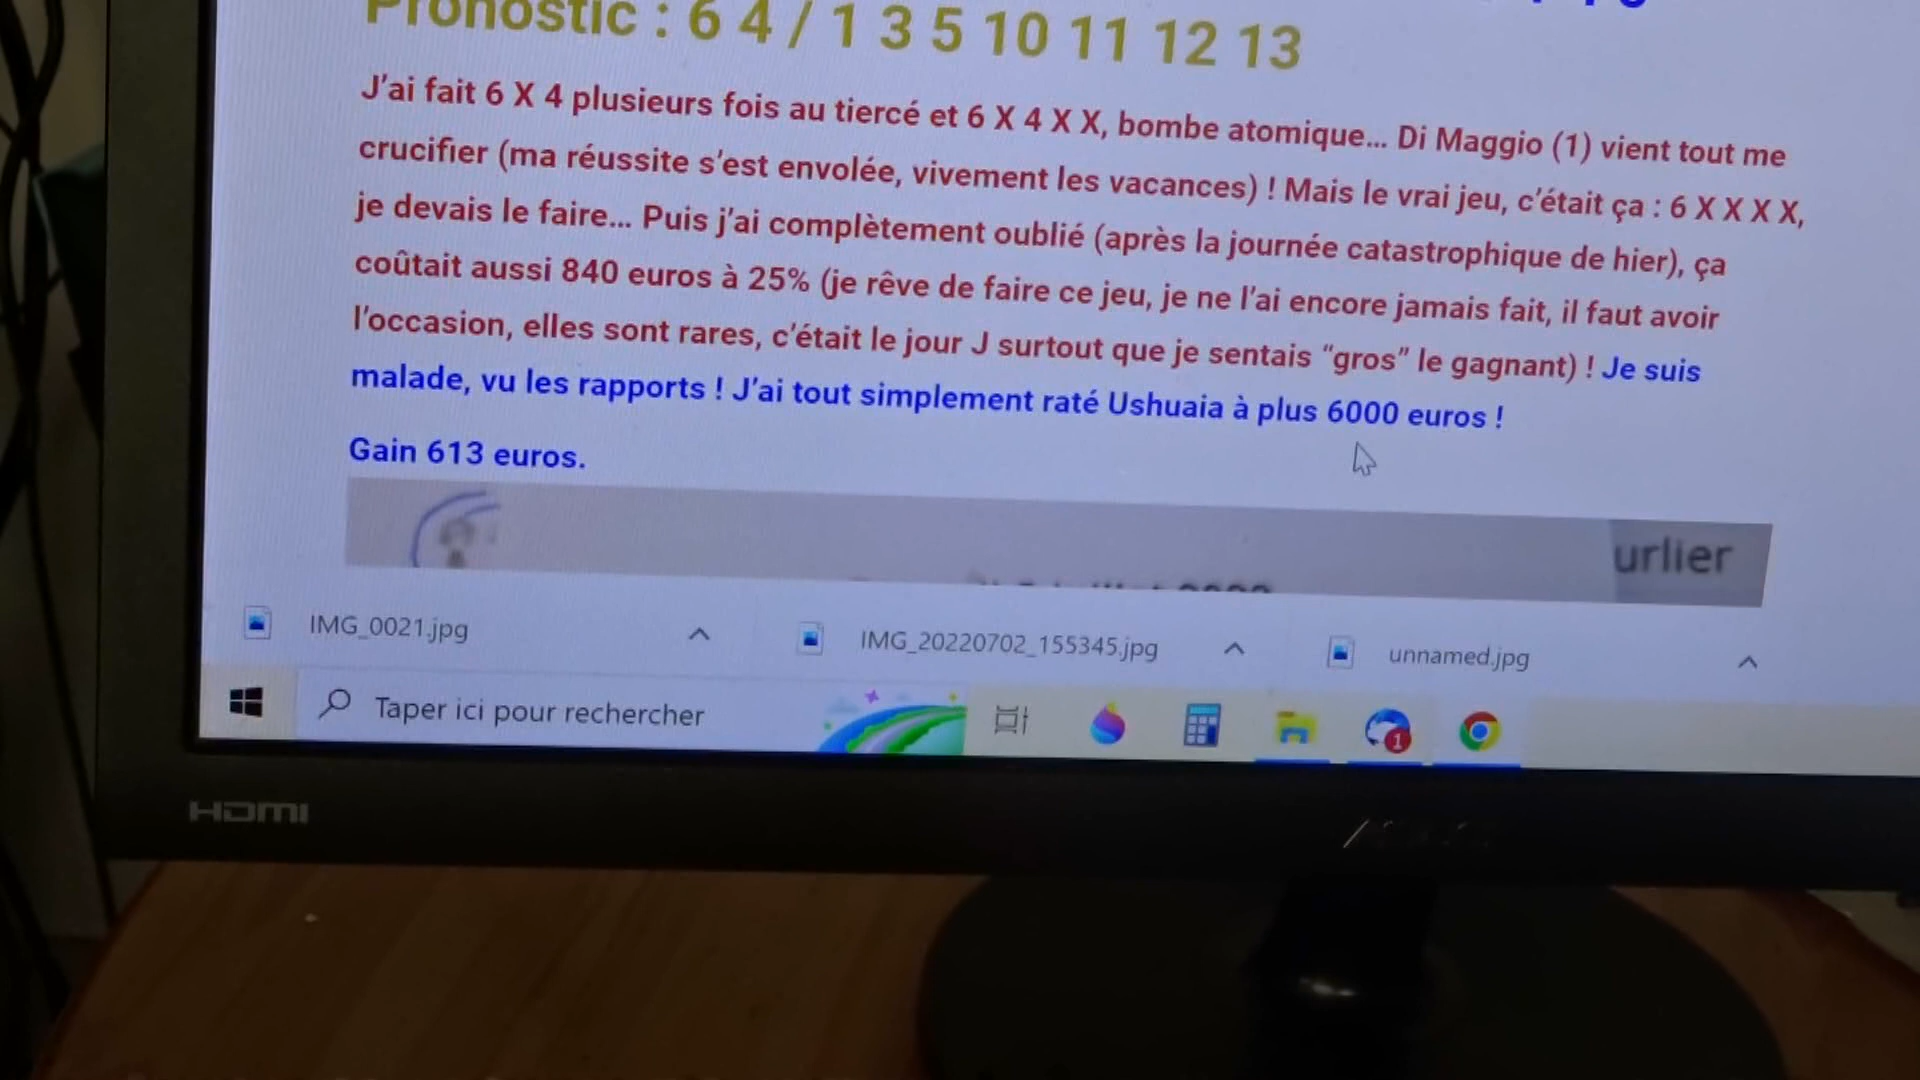 Pronostic : 6 4 / 1 3 5 10 11 12 13
J'ai fait 6 X 4 plusieurs fois au tiercé et 6 X 4 X X, bombe atomique... Di Maggio (1) vient tout me
crucifier (ma réussite s'est envolée, vivement les vacances) ! Mais le vrai jeu, c'était ça : 6 X X X X,
je devais le faire... Puis j'ai complètement oublié (après la journée catastrophique de hier), ça
coûtait aussi 840 euros à 25% (je rêve de faire ce jeu, je ne l'ai encore jamais fait, il faut avoir
l'occasion, elles sont rares, c'était le jour J surtout que je sentais “gros” le gagnant) ! Je suis
malade, vu les rapports ! J'ai tout simplement raté Ushuaia à plus 6000 euros !
Gain 613 euros.
urlier
IMG_0021.jpg
IMG_20220702_155345.jpg
unnamed.jpg
Taper ici pour rechercher
1
HDMI